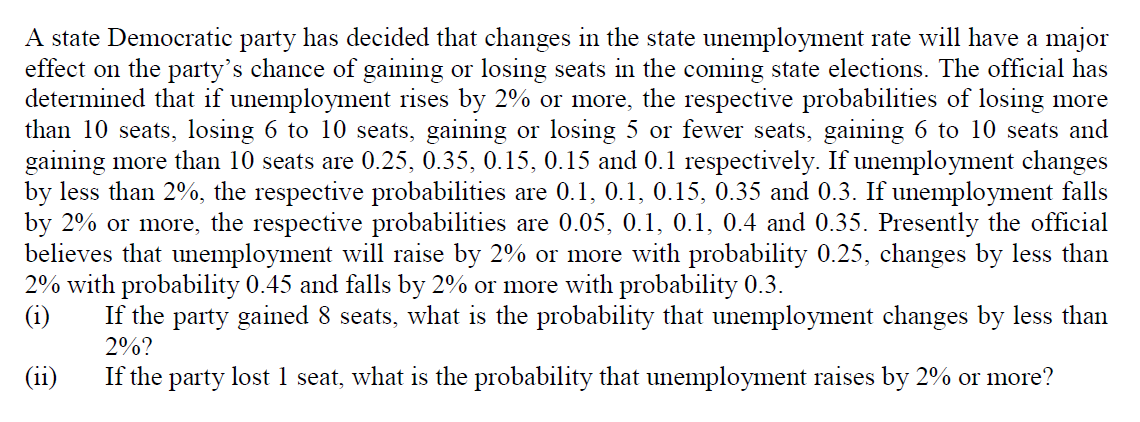 A state Democratic party has decided that changes in the state unemployment rate will have a major
effect on the party’s chance of gaining or losing seats in the coming state elections. The official has
determined that if unemployment rises by 2% or more, the respective probabilities of losing more
than 10 seats, losing 6 to 10 seats, gaining or losing 5 or fewer seats, gaining 6 to 10 seats and
gaining more than 10 seats are 0.25, 0.35, 0.15, 0.15 and 0.1 respectively. If unemployment changes
by less than 2%, the respective probabilities are 0.1, 0.1, 0.15, 0.35 and 0.3. If unemployment falls
by 2% or more, the respective probabilities are 0.05, 0.1, 0.1, 0.4 and 0.35. Presently the official
believes that unemployment will raise by 2% or more with probability 0.25, changes by less than
2% with probability 0.45 and falls by 2% or more with probability 0.3.
(i) If the party gained 8 seats, what is the probability that unemployment changes by less than
2%?
(ii) If the party lost 1 seat, what is the probability that unemployment raises by 2% or more?